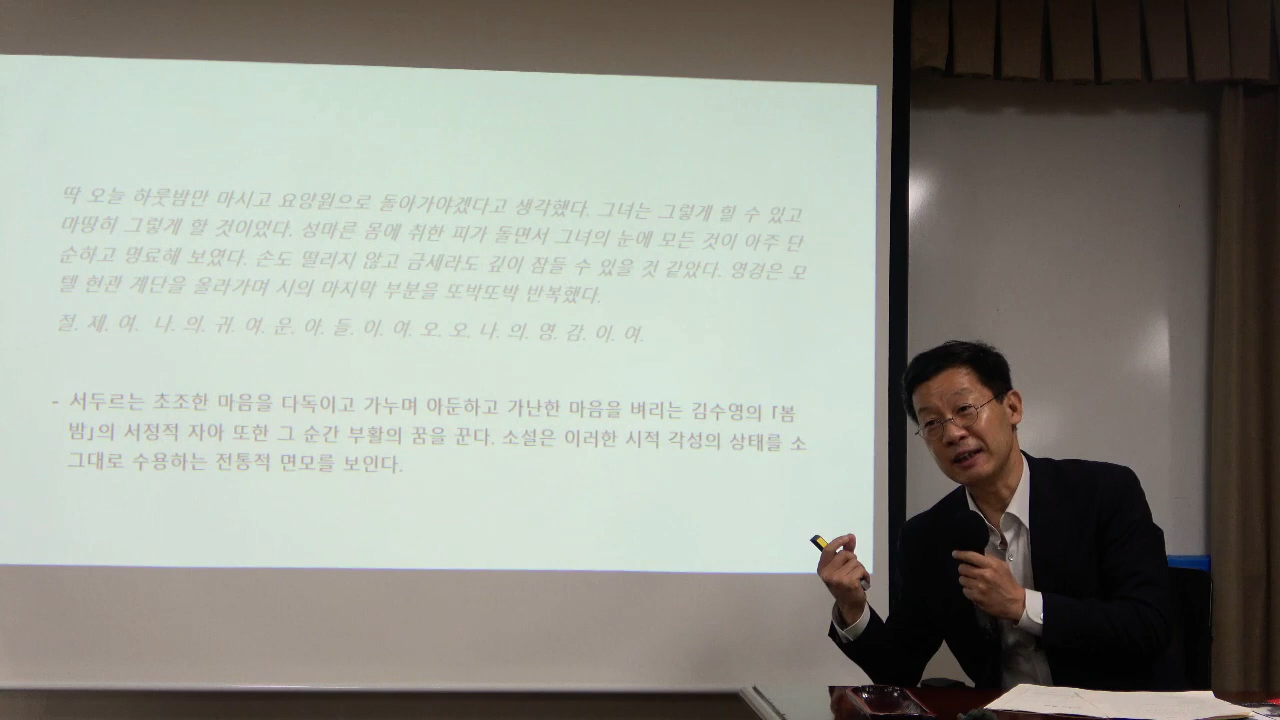 딱 오늘 하룻밤만 마시고 요양원으로 돌아가야겠다고 생각했다. 그녀는 그렇게 할 수 있고
마땅히 그렇게 할 것이었다. 성마른 몸에 취한 피가 돌면서 그녀의 눈에 모든 것이 아주 단
순하고 명료해 보였다. 손도 떨리지 않고 금세라도 깊이 잠들 수 있을 것 같았다. 영경은 모
텔 현관 계단을 올라가며 시의 마지막 부분을 또박또박 반복했다.
절. 제. 여. 나. 의. 귀. 여. 운. 아. 들. 이. 여. 오. 오. 나. 의. 영. 감. 이. 여.
- 서두르는 초조한 마음을 다독이고 가누며 아둔하고 가난한 마음을 벼리는 김수영의 「봄
밤」의 서정적 자아 또한 그 순간 부활의 꿈을 꾼다. 소설은 이러한 시적 각성의 상태를 소
그대로 수용하는 전통적 면모를 보인다.